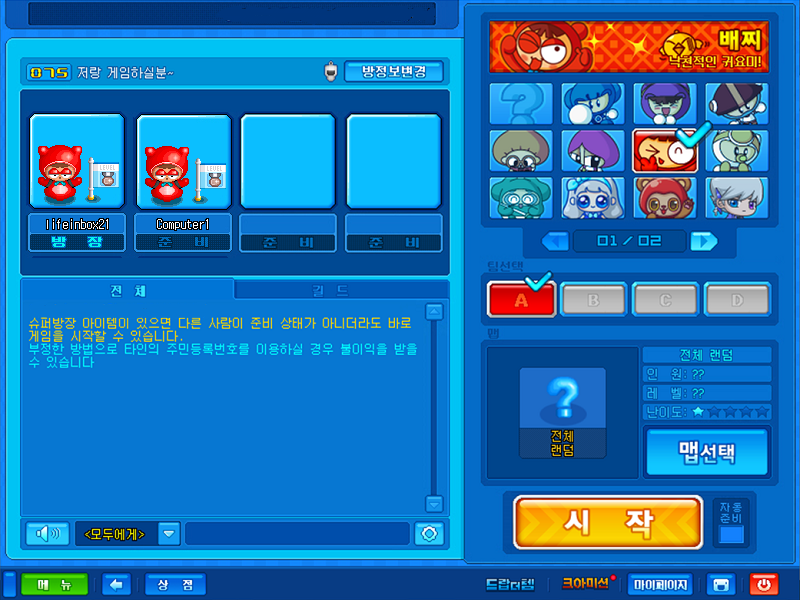 배찌
낙천적인 귀요미!
075 저랑 게임하실분~
방정보변경
LEVEL
LEVEL
lifeinbox21
Computer1
방 장
준 비
준 비
준 비
01 / 02
팀선택
A
B
C
D
전 체
길 드
슈퍼방장 아이템이 있으면 다른 사람이 준비 상태가 아니더라도 바로
게임을 시작할 수 있습니다.
부정한 방법으로 타인의 주민등록번호를 이용하실 경우 불이익을 받을
수 있습니다
맵
전체
랜덤
전체 랜덤
인 원: ??
레 벨: ??
난이도:
맵선택
시 작
자동
준비
<모두에게>
메 뉴
상 점
드랍더템
크아미션
마이페이지